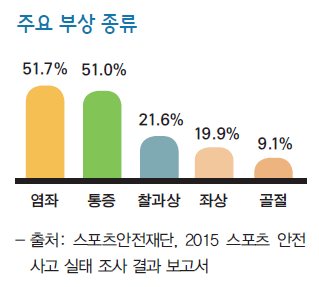 주요 부상 종류
51.7% 51.0% 21.6% 19.9% 9.1%
염좌 통증 찰과상 좌상 골절
– 출처: 스포츠안전재단, 2015 스포츠 안전
사고 실태 조사 결과 보고서